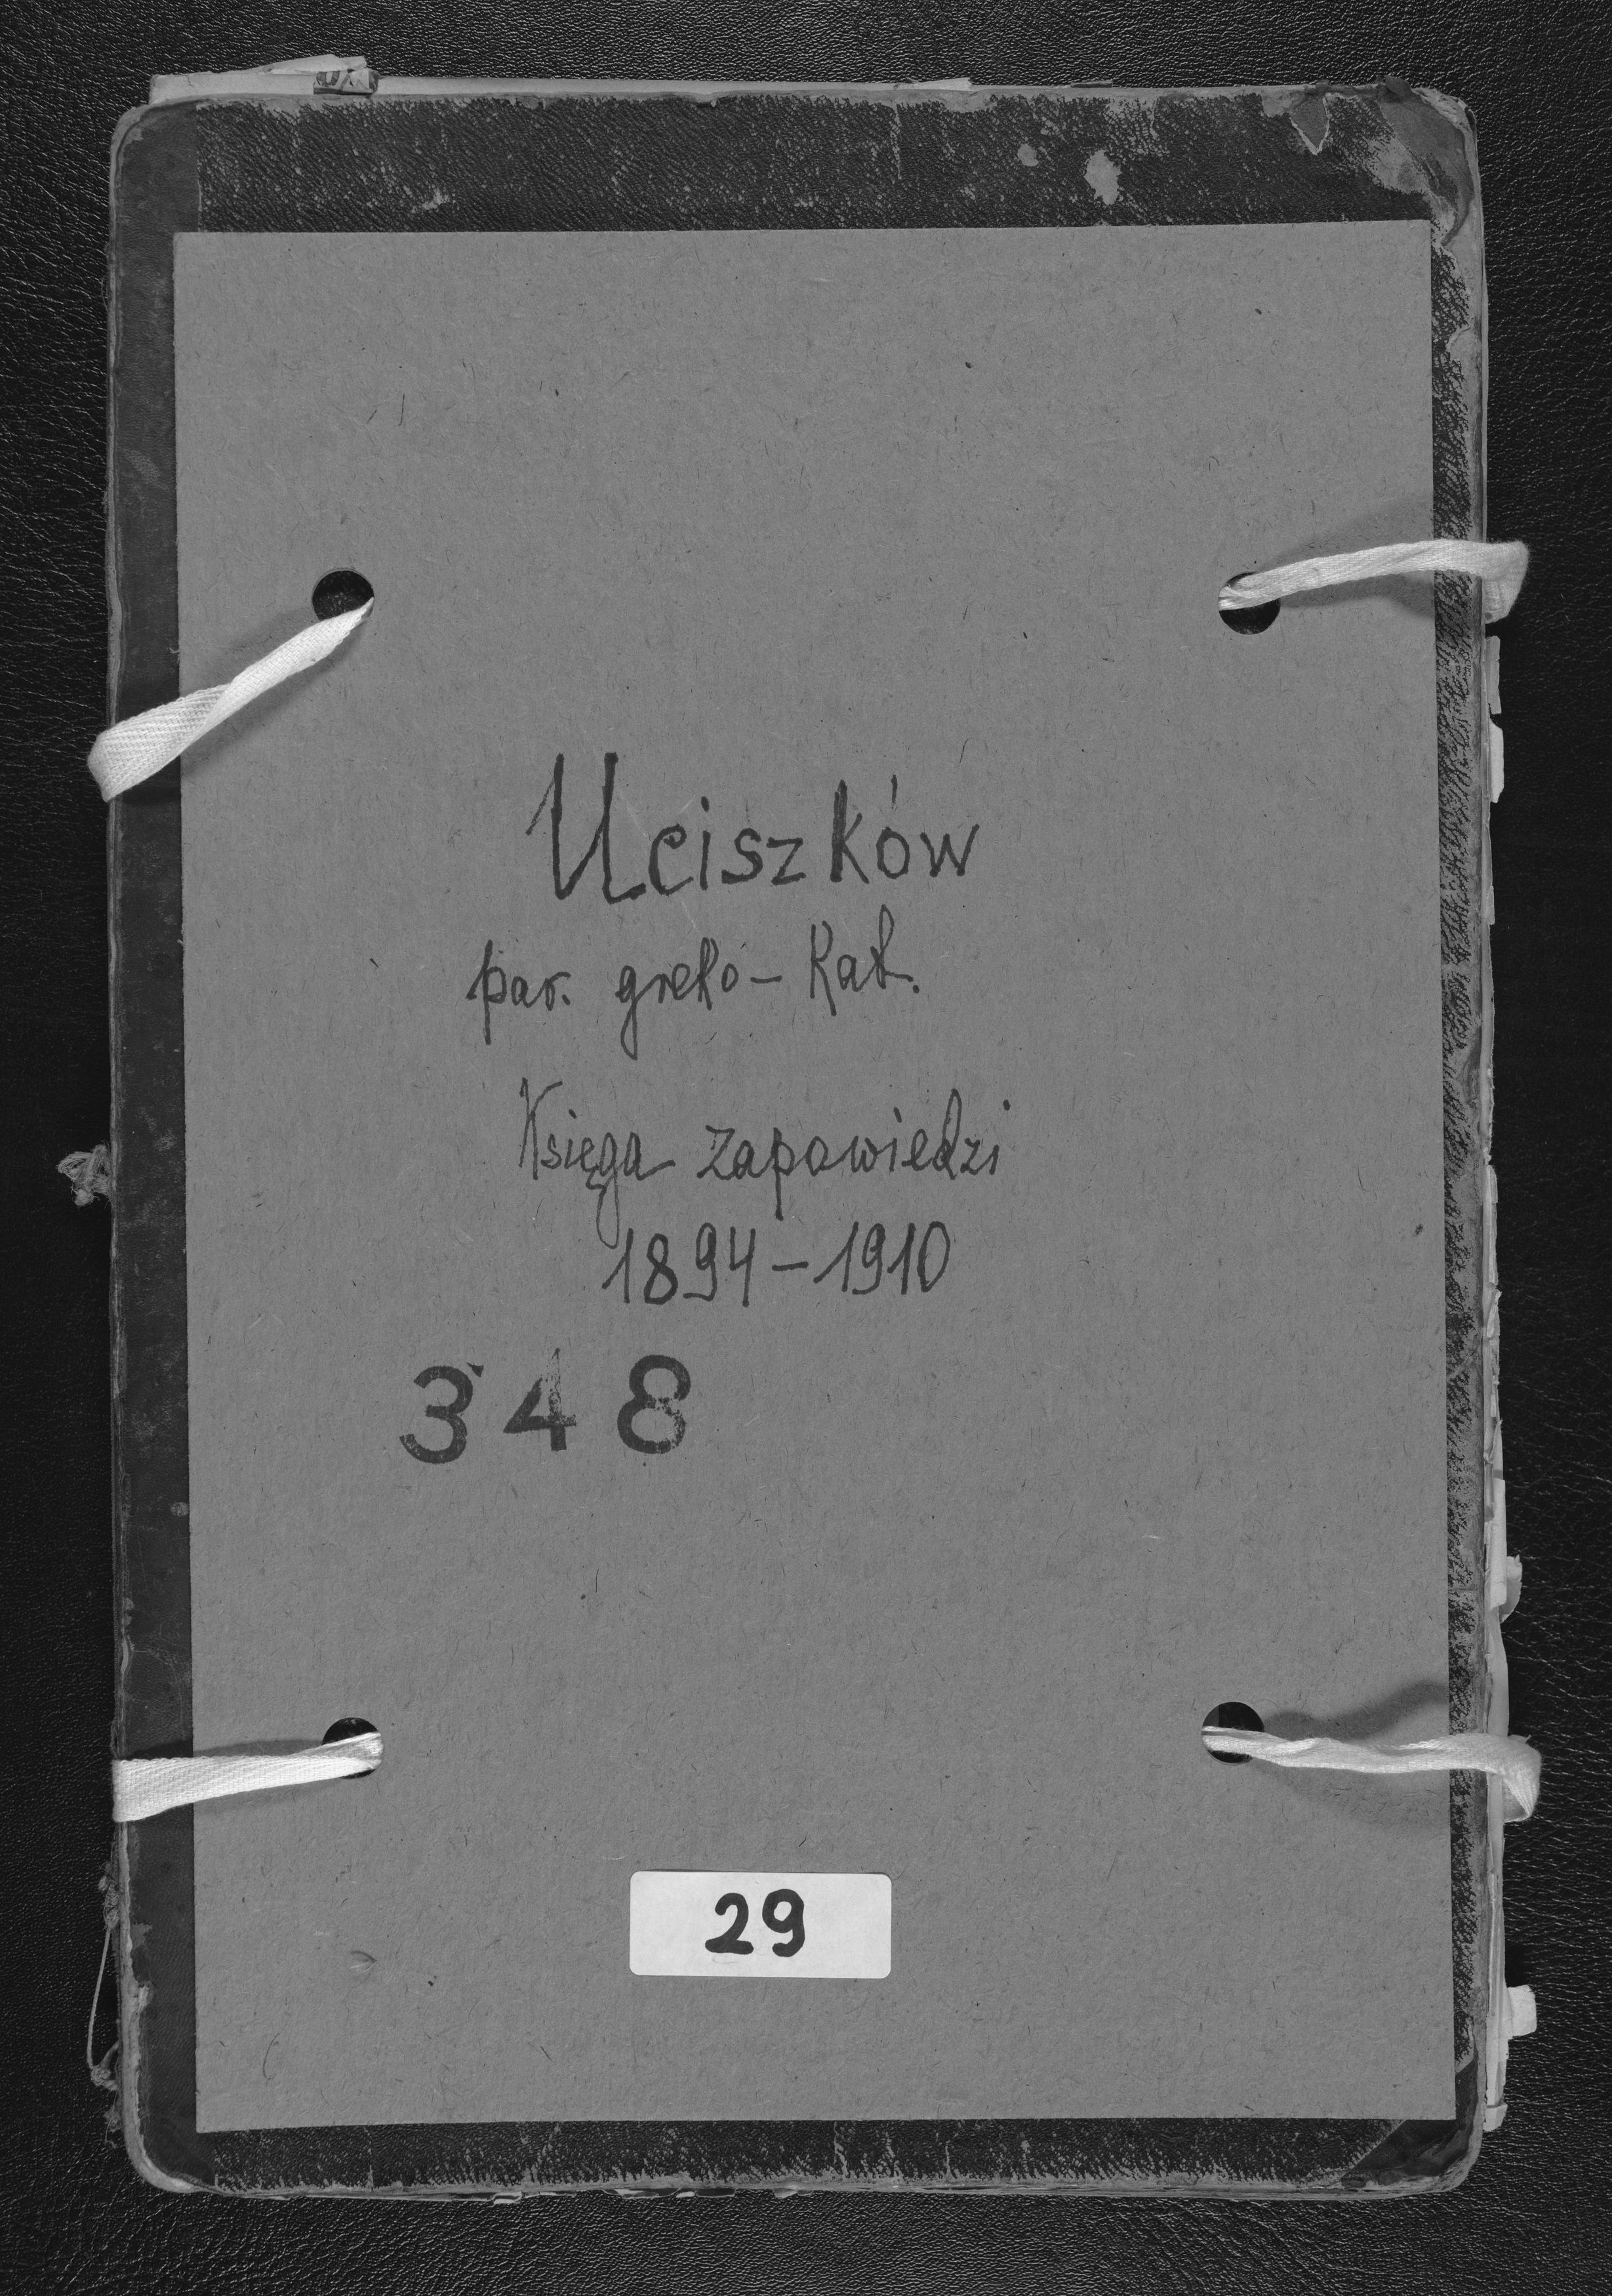 Uciszków
par. greko-kat.
Księga zapowiedzi
1894-1910
348
29